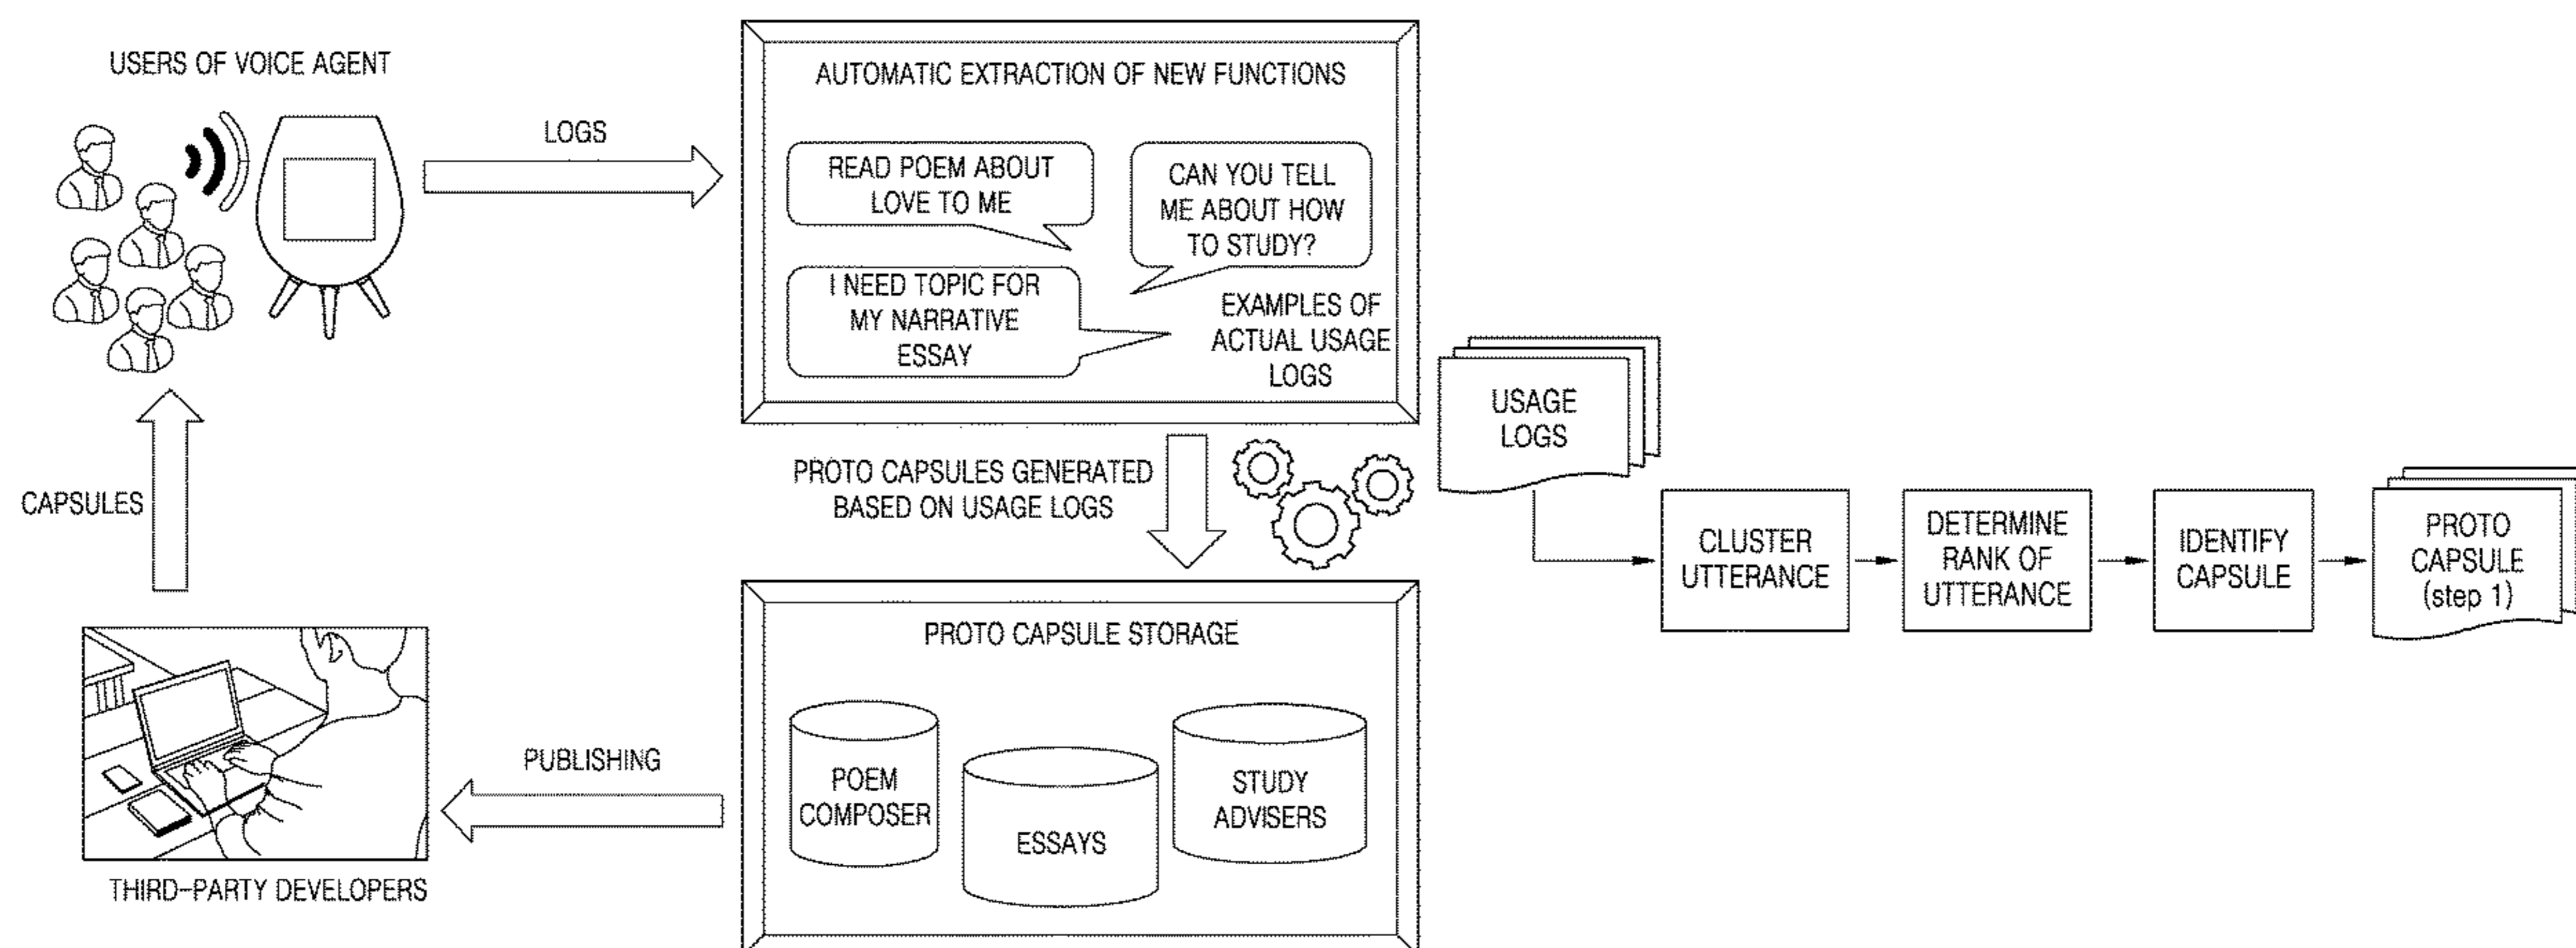 USERS OF VOICE AGENT
LOGS
AUTOMATIC EXTRACTION OF NEW FUNCTIONS
READ POEM ABOUT
LOVE TO ME
CAN YOU TELL
ME ABOUT HOW
TO STUDY?
I NEED TOPIC FOR
MY NARRATIVE
ESSAY
EXAMPLES OF
ACTUAL USAGE
LOGS
PROTO CAPSULES GENERATED
BASED ON USAGE LOGS
CAPSULES
PROTO CAPSULE STORAGE
POEM
COMPOSER
ESSAYS
STUDY
ADVISERS
PUBLISHING
THIRD-PARTY DEVELOPERS
USAGE
LOGS
CLUSTER
UTTERANCE
DETERMINE
RANK OF
UTTERANCE
IDENTIFY
CAPSULE
PROTO
CAPSULE
(step 1)